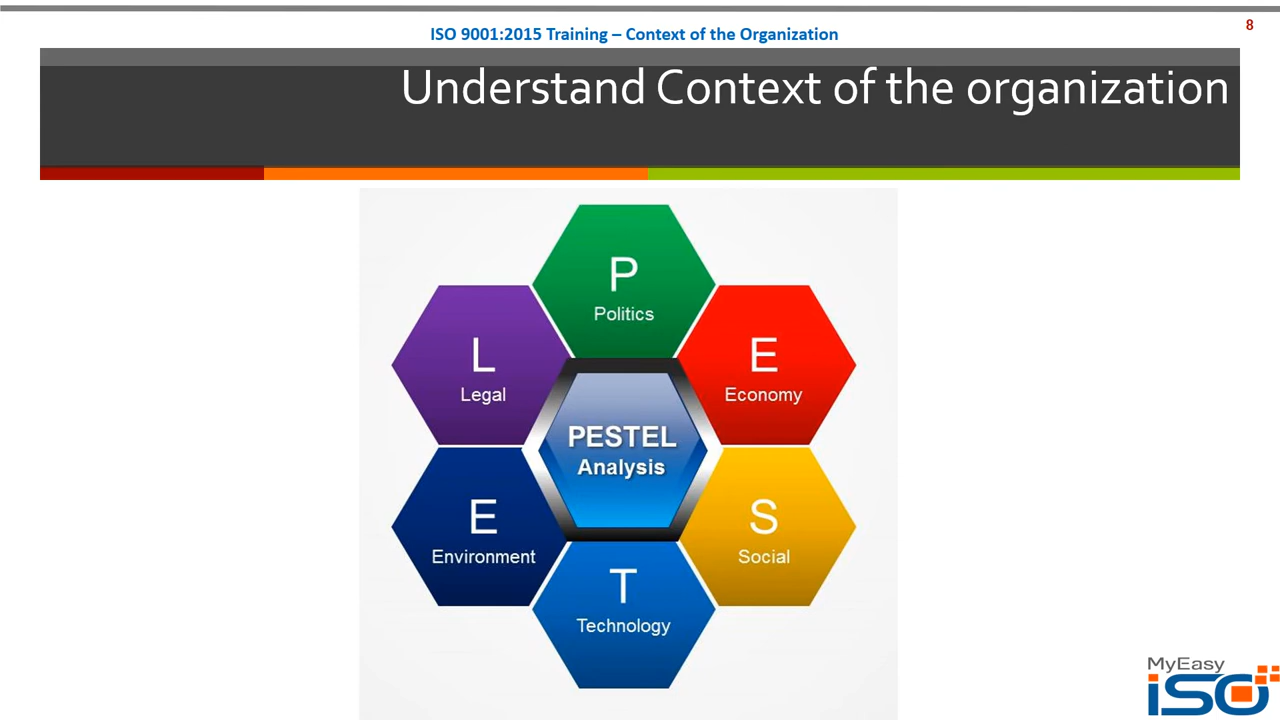 ISO 9001:2015 Training – Context of the Organization
8
Understand Context of the organization
P
Politics
L
Legal
E
Economy
PESTEL
Analysis
E
Environment
S
Social
T
Technology
MyEasy
iSO